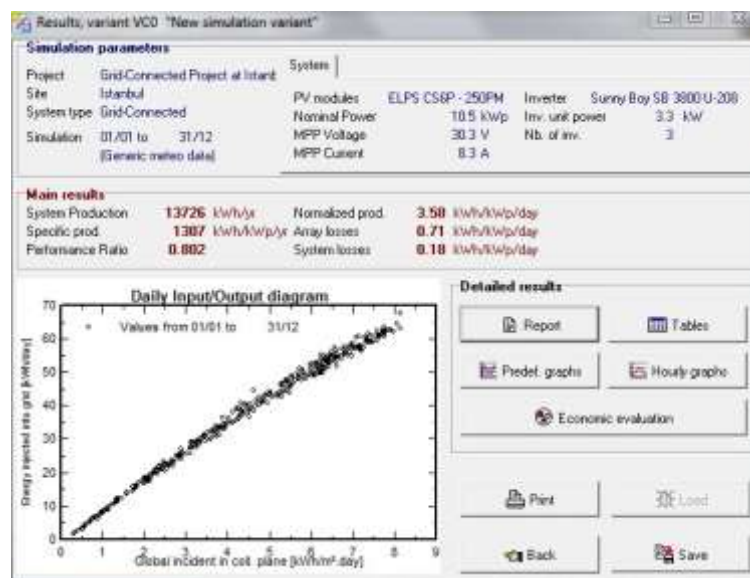 Results, variant VC0 "New simulation variant"
Simulation parameters
Project Grid-Connected Project at Istanb
Site Istanbul
System type Grid-Connected
Simulation 01/01 to 31/12
(Generic meteo data)
System
PV modules ELPS CS6P - 250PM Inverter Sunny Boy SB 3800 U-208
Nominal Power 10.5 kWp Inv. unit power 3.3 kW
MPP Voltage 30.3 V Nb. of inv. 3
MPP Current 8.3 A
Main results
System Production 13726 kWh/yr Normalized prod. 3.58 kWh/kWp/day
Specific prod. 1307 kWh/kWp/yr Array losses 0.71 kWh/kWp/day
Performance Ratio 0.802 System losses 0.18 kWh/kWp/day
Daily Input/Output diagram
Values from 01/01 to 31/12
70
60
50
40
30
20
10
0
Energy injected into grid [kWh/day]
0 1 2 3 4 5 6 7 8 9
Global incident in coll. plane [kWh/m².day]
Detailed results
Report Tables
Predef. graphs Hourly graphs
Economic evaluation
Print Load
Back Save